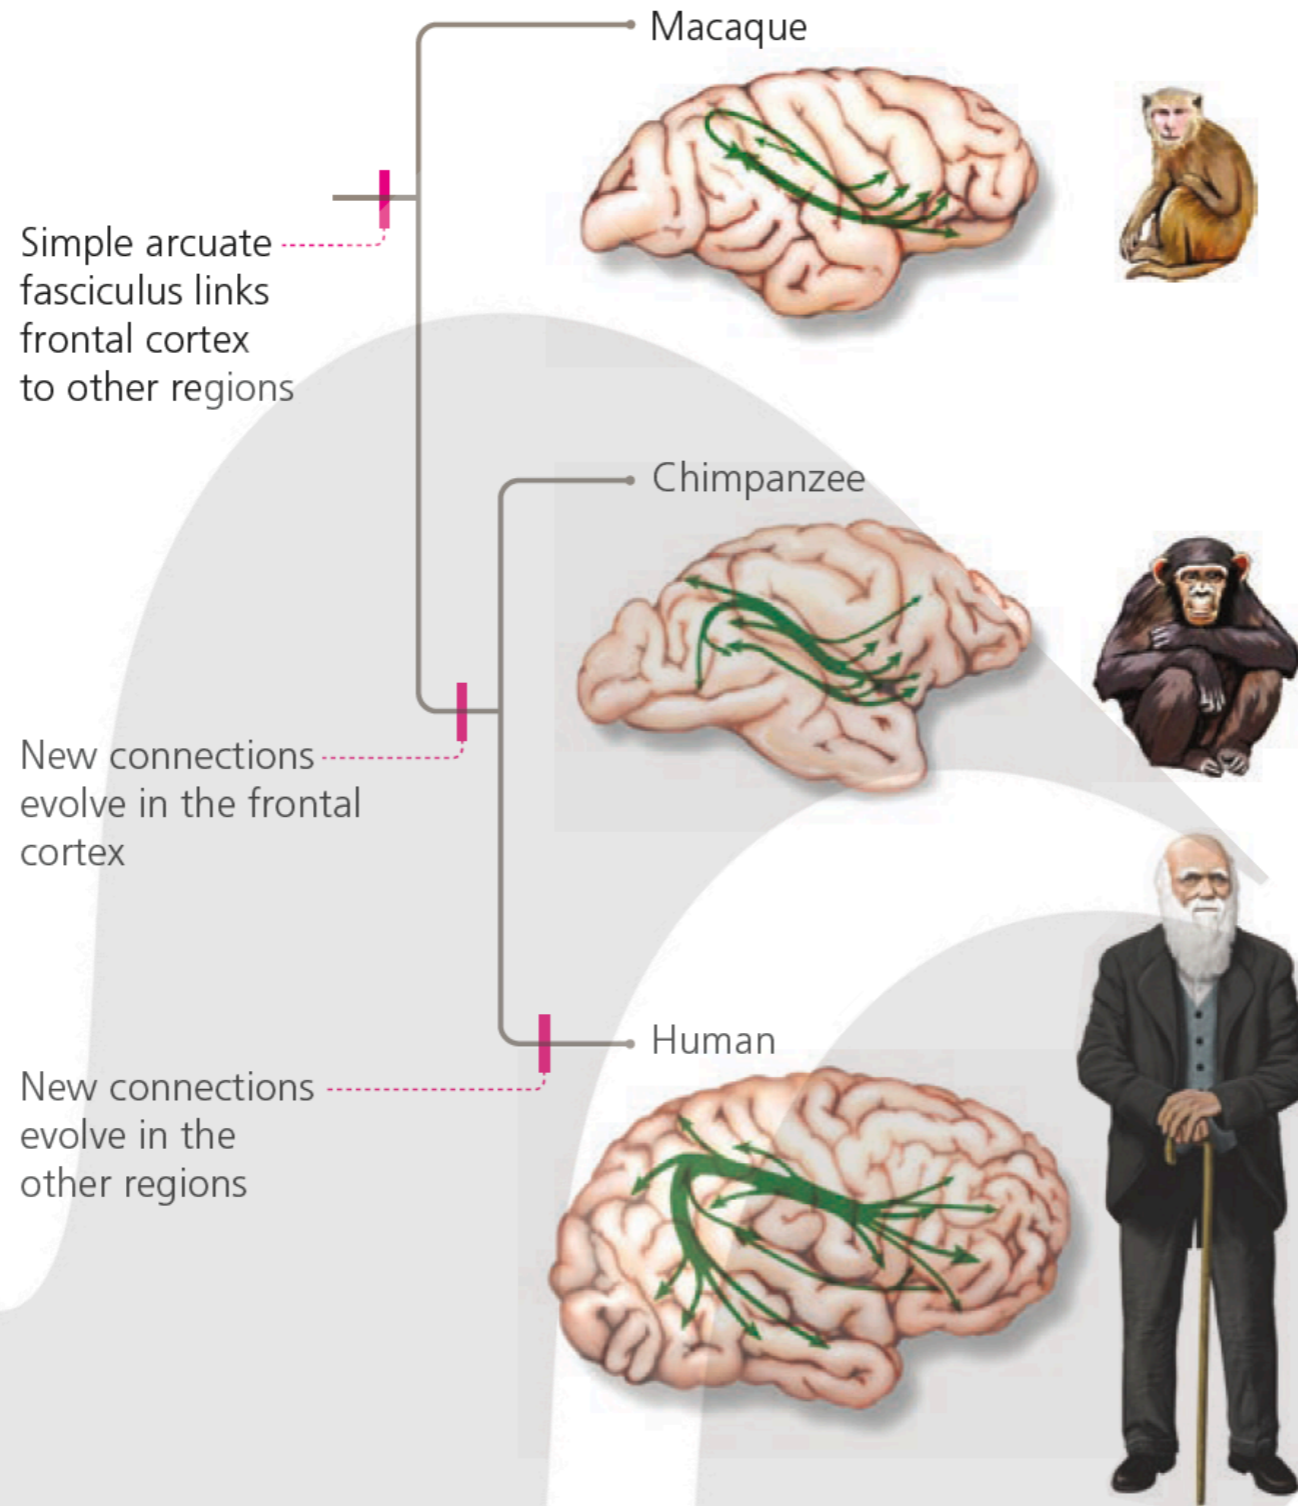 Macaque
Simple arcuate
fasciculus links
frontal cortex
to other regions
Chimpanzee
New connections
evolve in the frontal
cortex
Human
New connections
evolve in the
other regions